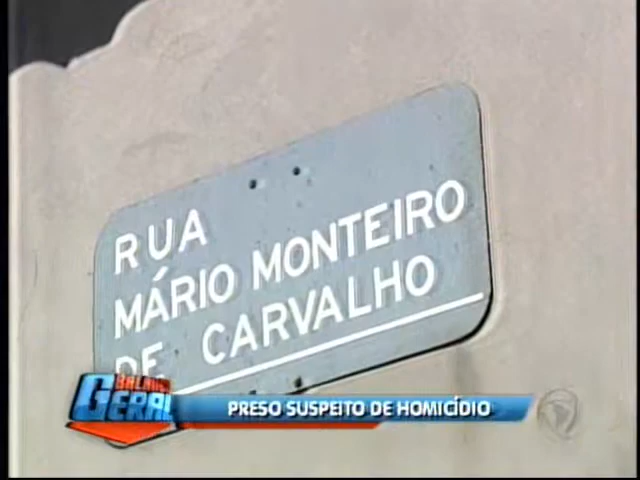 RUA
MÁRIO MONTEIRO
DE CARVALHO
BALANÇO
GERAL
PRESO SUSPEITO DE HOMICÍDIO